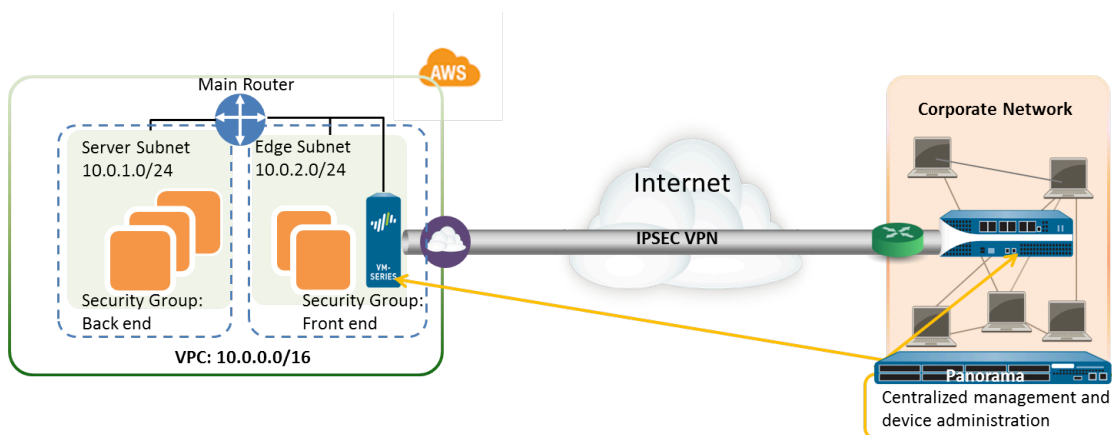 AWS
Main Router
Corporate Network
Server Subnet
10.0.1.0/24
Edge Subnet
10.0.2.0/24
Internet
IPSEC VPN
VM-
SERIES
Security Group:
Back end
Security Group:
Front end
VPC: 10.0.0.0/16
Panorama
Centralized management and
device administration